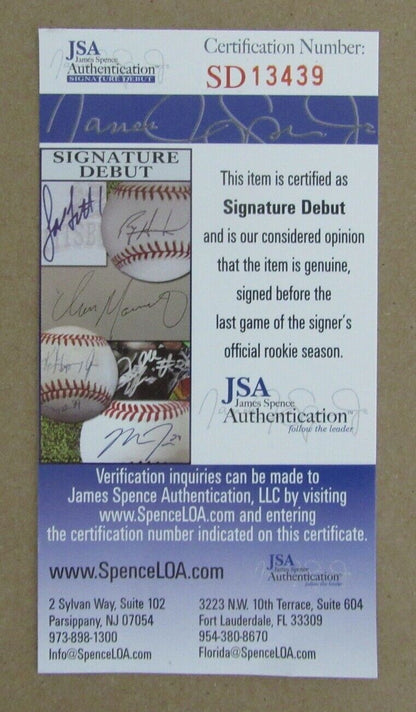 JSA
James Spence
Authentication
SIGNATURE DEBUT
Certification Number:
SD13439
SIGNATURE
DEBUT
This item is certified as
Signature Debut
and is our considered opinion
that the item is genuine,
signed before the
last game of the signer's
official rookie season.
JSA
James Spence
Authentication
follow the leader
Verification inquiries can be made to
James Spence Authentication, LLC by visiting
www.SpenceLOA.com and entering
the certification number indicated on this certificate.
www.SpenceLOA.com
JSA
James Spence
Authentication
follow the leader
2 Sylvan Way, Suite 102
Parsippany, NJ 07054
973-898-1300
Info@SpenceLOA.com
3223 N.W. 10th Terrace, Suite 604
Fort Lauderdale, FL 33309
954-380-8670
Florida@SpenceLOA.com